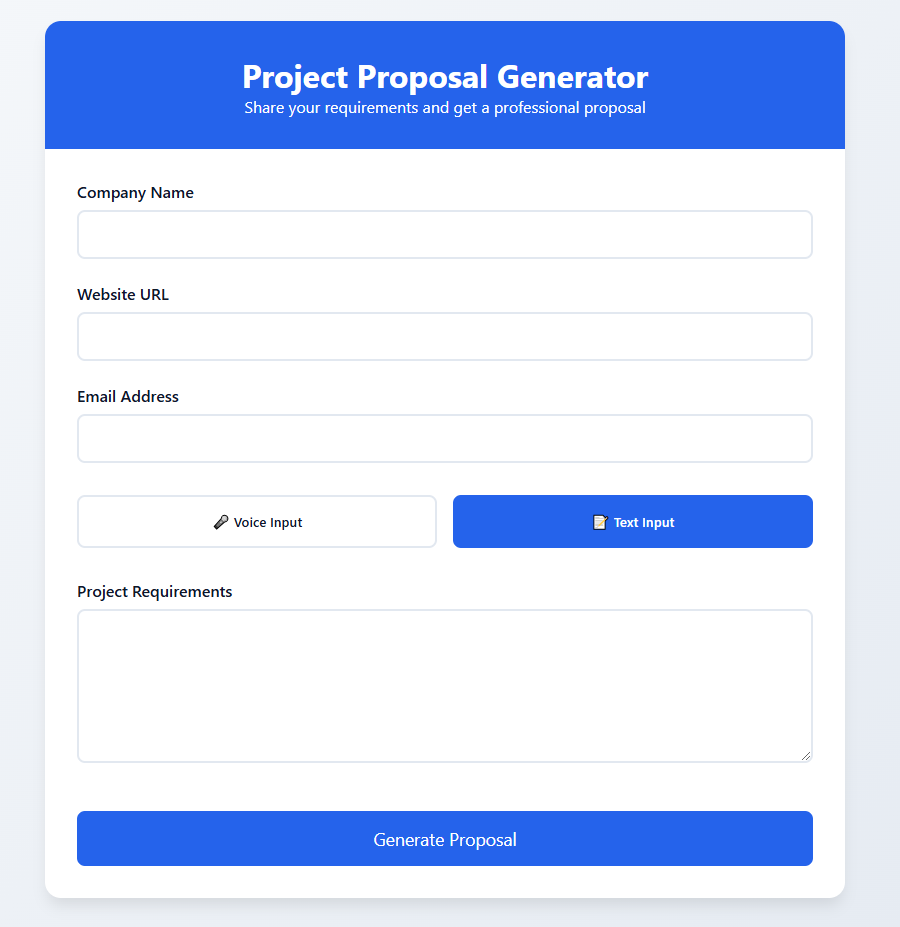 Project Proposal Generator
Share your requirements and get a professional proposal
Company Name
Website URL
Email Address
🎤 Voice Input
📝 Text Input
Project Requirements
Generate Proposal